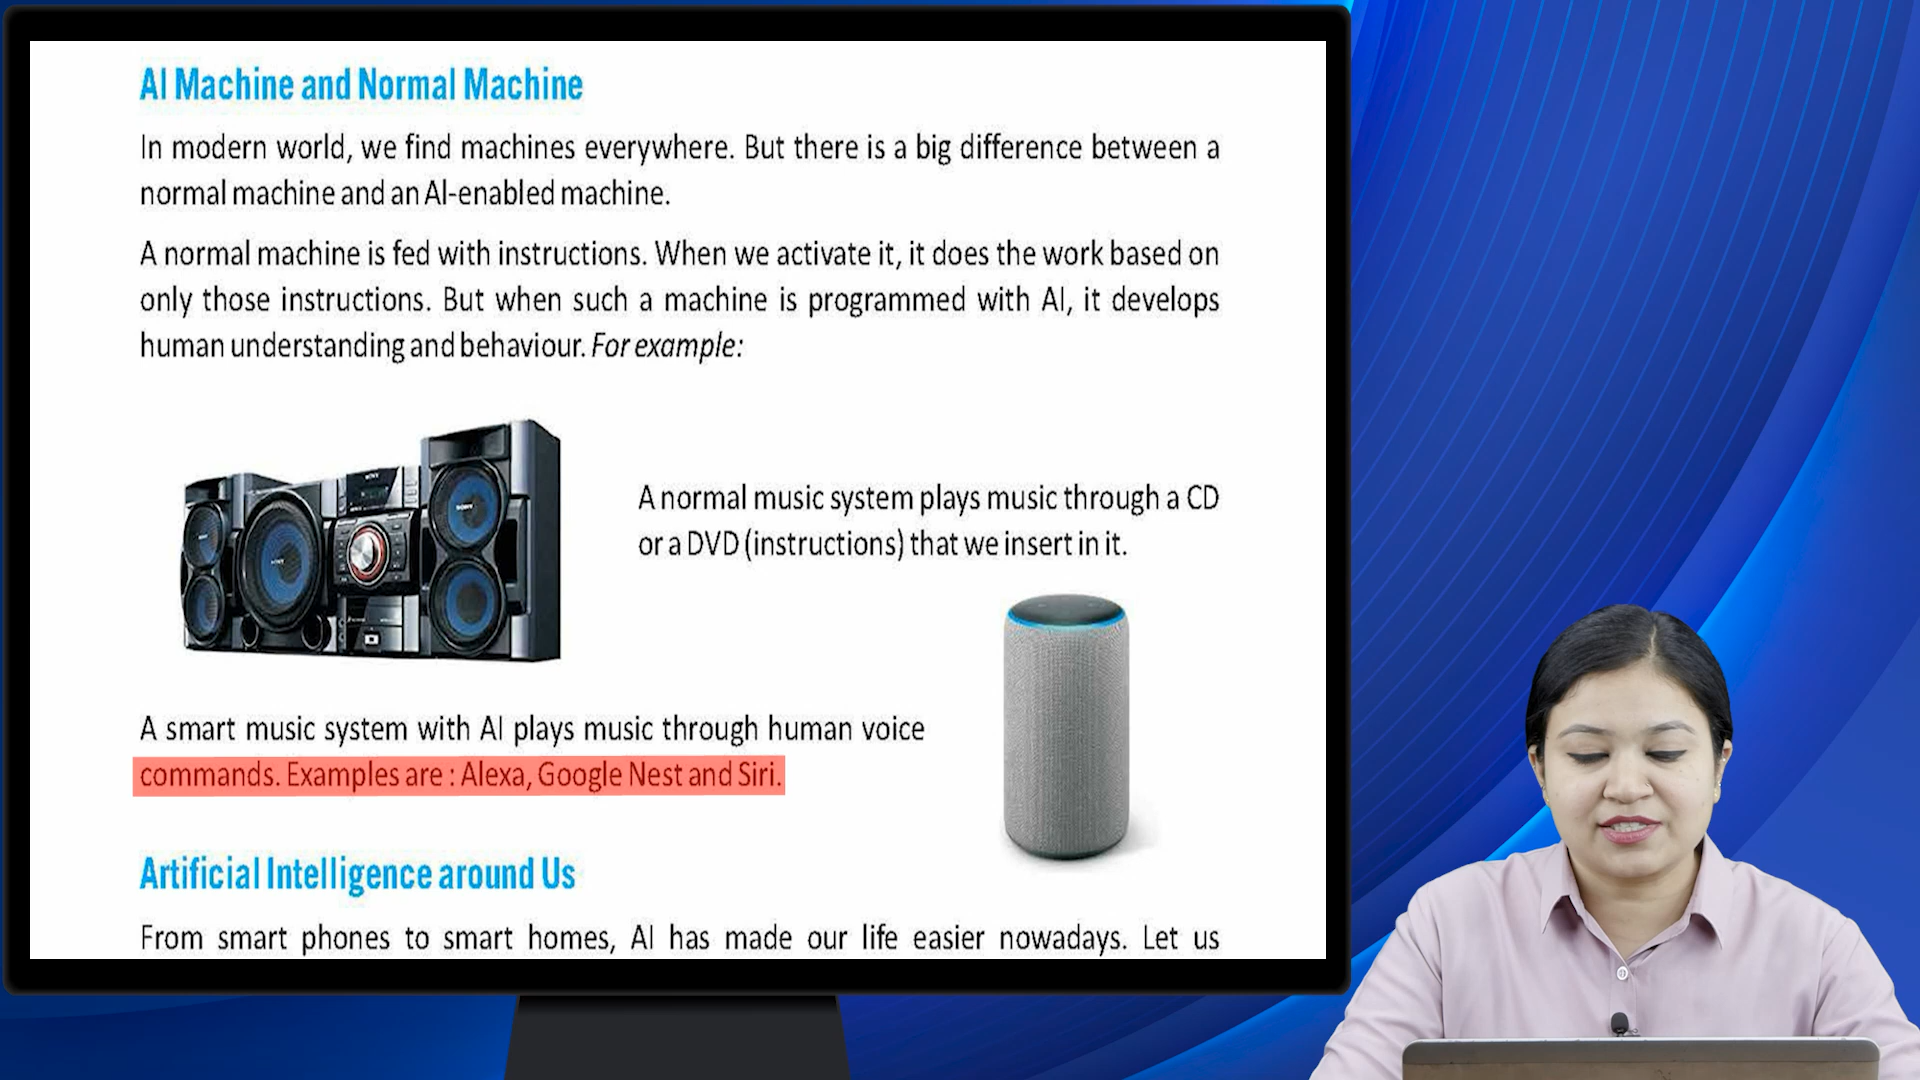 AI Machine and Normal Machine
In modern world, we find machines everywhere. But there is a big difference between a
normal machine and an AI-enabled machine.
A normal machine is fed with instructions. When we activate it, it does the work based on
only those instructions. But when such a machine is programmed with AI, it develops
human understanding and behaviour. For example:
A normal music system plays music through a CD
or a DVD (instructions) that we insert in it.
SONY
SONY
A smart music system with AI plays music through human voice
commands. Examples are : Alexa, Google Nest and Siri.
Artificial Intelligence around Us
From smart phones to smart homes, AI has made our life easier nowadays. Let us